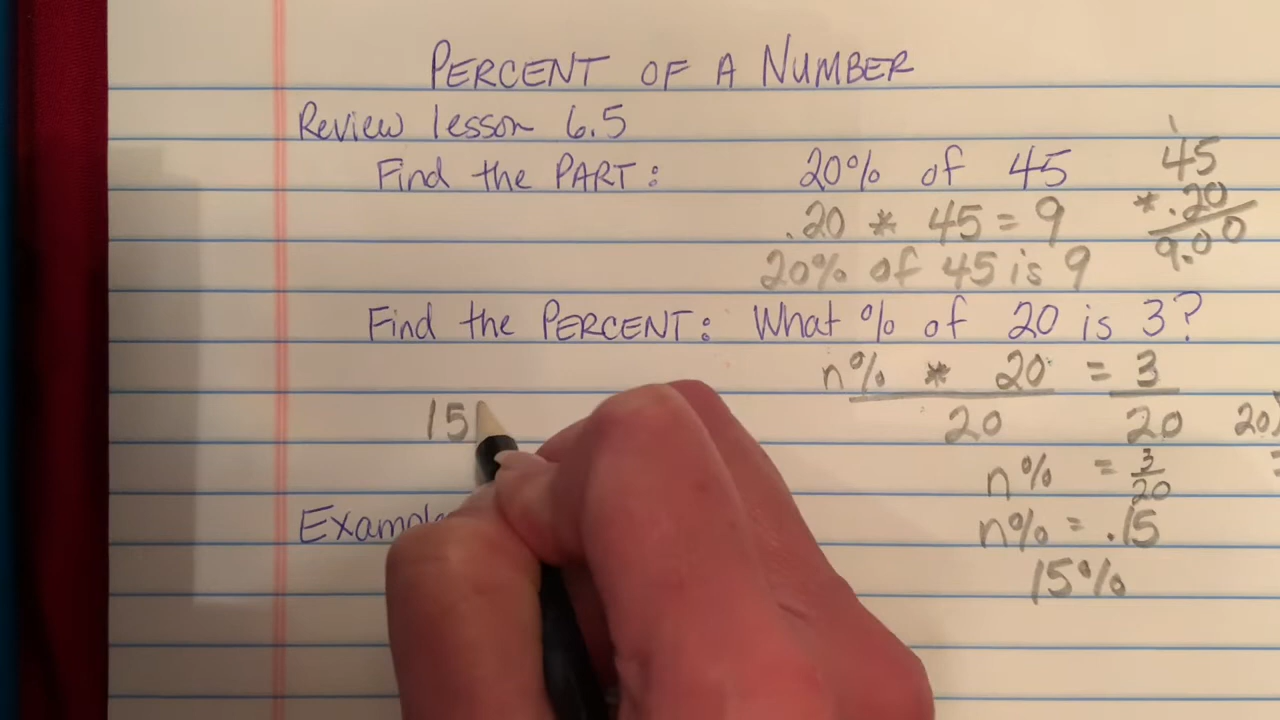 PERCENT OF A NUMBER
Review lesson 6.5
Find the PART: 20% of 45
.20 * 45 = 9
20% of 45 is 9
1
45
* .20
9.00
Find the PERCENT: What % of 20 is 3?
n% * 20 = 3
20 20 20
15
n% = 3/20
n% = .15
15%